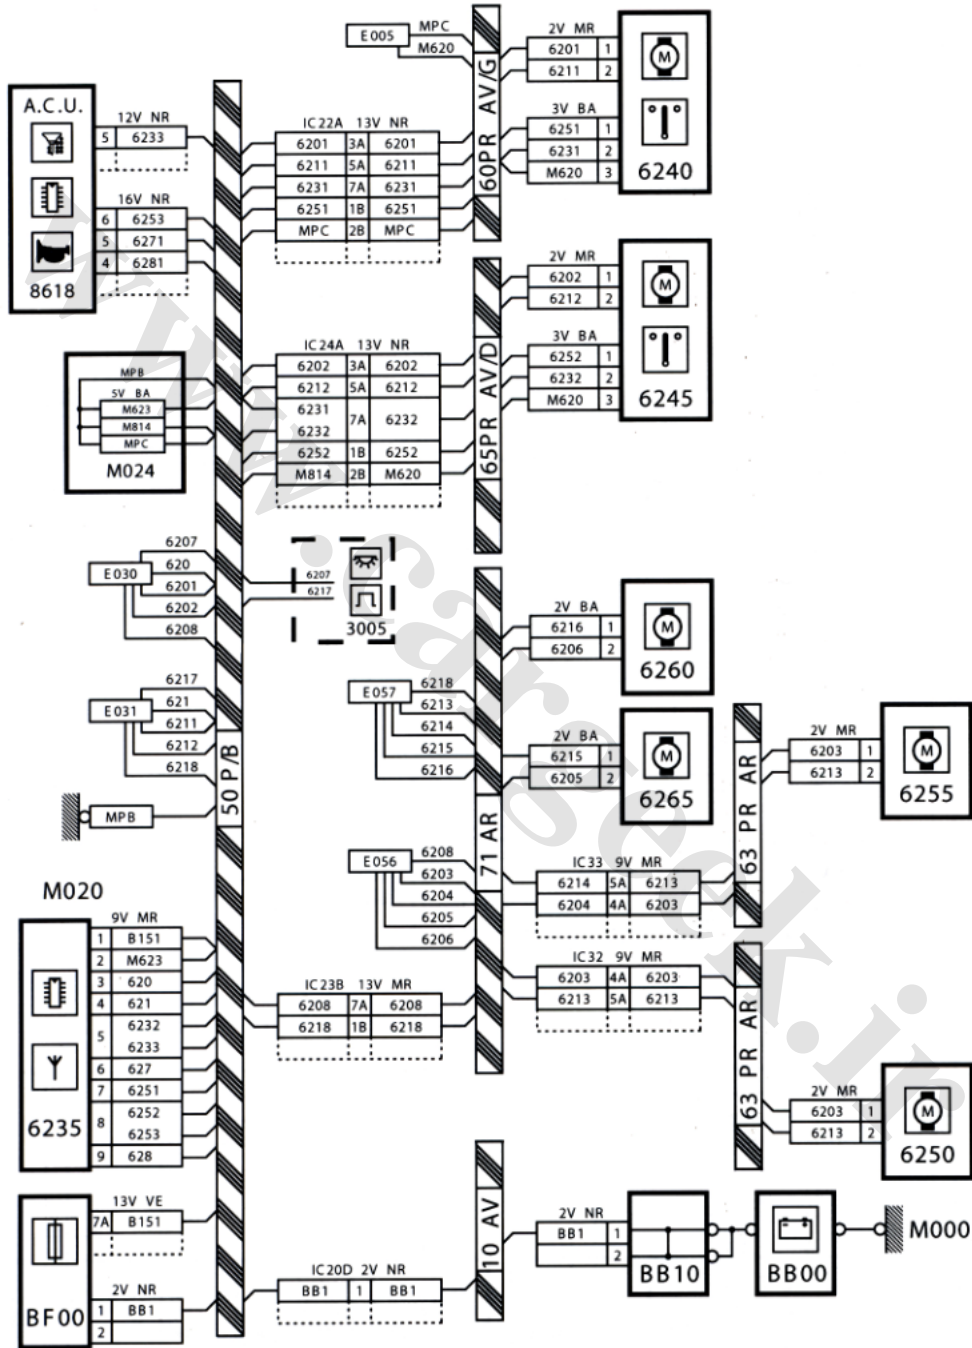 E005
MPC
M620
2V MR
6201 1
6211 2
3V BA
6251 1
6231 2
M620 3
6240
60PR AV/G
A.C.U.
12V NR
5 6233
16V NR
6 6253
5 6271
4 6281
8618
IC22A 13V NR
6201 3A 6201
6211 5A 6211
6231 7A 6231
6251 1B 6251
MPC 2B MPC
2V MR
6202 1
6212 2
3V BA
6252 1
6232 2
M620 3
6245
65PR AV/D
IC24A 13V NR
6202 3A 6202
6212 5A 6212
6231
7A 6232
6232
6252 1B 6252
M814 2B M620
MPB
5V BA
M623
M814
MPC
M024
6207
E030
620
6201
6202
6208
6207
6217
3005
6217
E031
621
6211
6212
6218
50 P/B
MPB
M020
2V BA
6216 1
6206 2
6260
E057
6218
6213
6214
6215
6216
2V BA
6215 1
6205 2
6265
71 AR
E056
6208
6203
6204
6205
6206
63 PR AR
2V MR
6203 1
6213 2
6255
IC33 9V MR
6214 5A 6213
6204 4A 6203
IC32 9V MR
6203 4A 6203
6213 5A 6213
63 PR AR
2V MR
6203 1
6213 2
6250
9V MR
1 B151
2 M623
3 620
4 621
6232
5
6233
6 627
7 6251
6252
8
6253
9 628
6235
IC23B 13V MR
6208 7A 6208
6218 1B 6218
13V VE
7A B151
2V NR
1 BB1
2
BF00
IC20D 2V NR
BB1 1 BB1
10 AV
2V NR
BB1 1
2
BB10
BB00
M000
www.carseek.ir